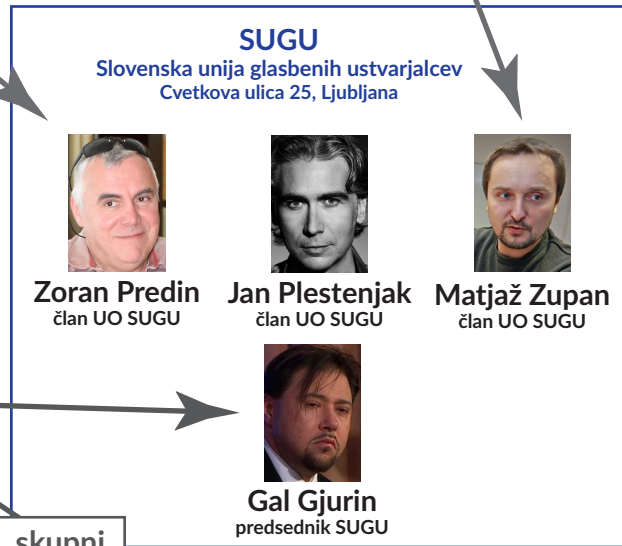 SUGU
Slovenska unija glasbenih ustvarjalcev
Cvetkova ulica 25, Ljubljana
Zoran Predin
član UO SUGU
Jan Plestenjak
član UO SUGU
Matjaž Zupan
član UO SUGU
Gal Gjurin
predsednik SUGU
skupni